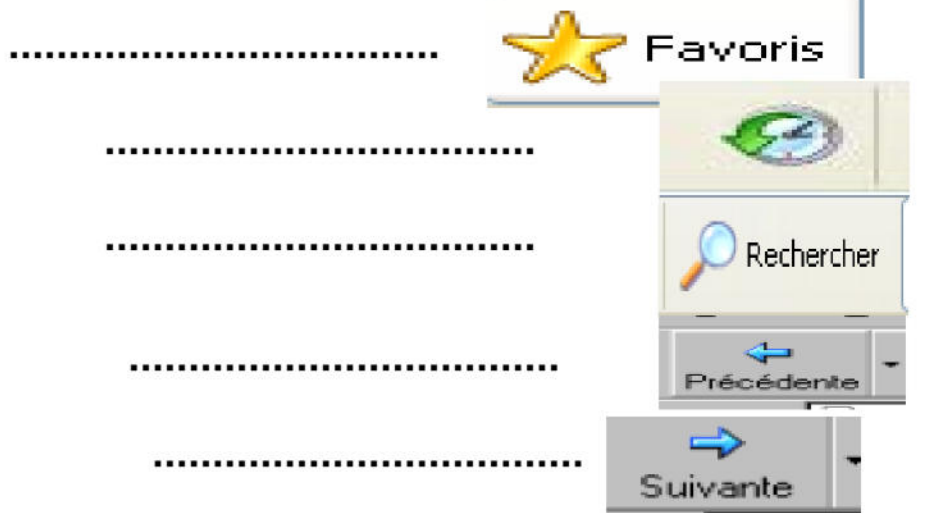 .................................... Favoris
....................................
.................................... Rechercher
.................................... Précédente
.................................... Suivante